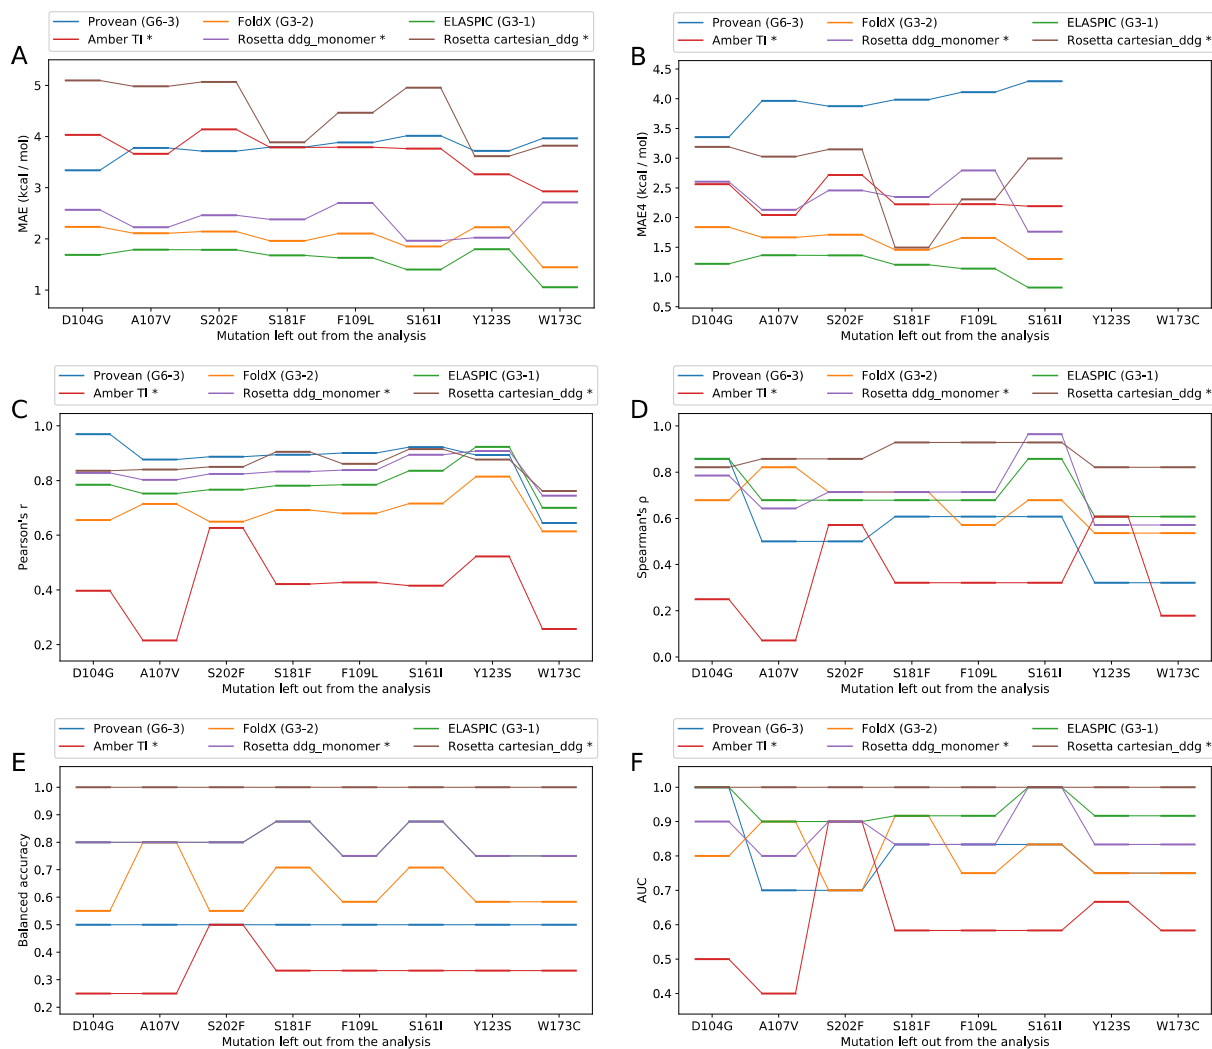 Provean (G6-3) FoldX (G3-2) ELASPIC (G3-1)
Amber TI * Rosetta ddg_monomer * Rosetta cartesian_ddg *
A
5
4
3
2
1
MAE (kcal / mol)
D104G A107V S202F S181F F109L S161I Y123S W173C
Mutation left out from the analysis
Provean (G6-3) FoldX (G3-2) ELASPIC (G3-1)
Amber TI * Rosetta ddg_monomer * Rosetta cartesian_ddg *
B
4.5
4.0
3.5
3.0
2.5
2.0
1.5
1.0
0.5
MAE4 (kcal / mol)
D104G A107V S202F S181F F109L S161I Y123S W173C
Mutation left out from the analysis
Provean (G6-3) FoldX (G3-2) ELASPIC (G3-1)
Amber TI * Rosetta ddg_monomer * Rosetta cartesian_ddg *
C
1.0
0.8
0.6
0.4
0.2
Pearson's r
D104G A107V S202F S181F F109L S161I Y123S W173C
Mutation left out from the analysis
Provean (G6-3) FoldX (G3-2) ELASPIC (G3-1)
Amber TI * Rosetta ddg_monomer * Rosetta cartesian_ddg *
D
1.0
0.8
0.6
0.4
0.2
0.0
Spearman's ρ
D104G A107V S202F S181F F109L S161I Y123S W173C
Mutation left out from the analysis
Provean (G6-3) FoldX (G3-2) ELASPIC (G3-1)
Amber TI * Rosetta ddg_monomer * Rosetta cartesian_ddg *
E
1.0
0.9
0.8
0.7
0.6
0.5
0.4
0.3
0.2
Balanced accuracy
D104G A107V S202F S181F F109L S161I Y123S W173C
Mutation left out from the analysis
Provean (G6-3) FoldX (G3-2) ELASPIC (G3-1)
Amber TI * Rosetta ddg_monomer * Rosetta cartesian_ddg *
F
1.0
0.9
0.8
0.7
0.6
0.5
0.4
AUC
D104G A107V S202F S181F F109L S161I Y123S W173C
Mutation left out from the analysis